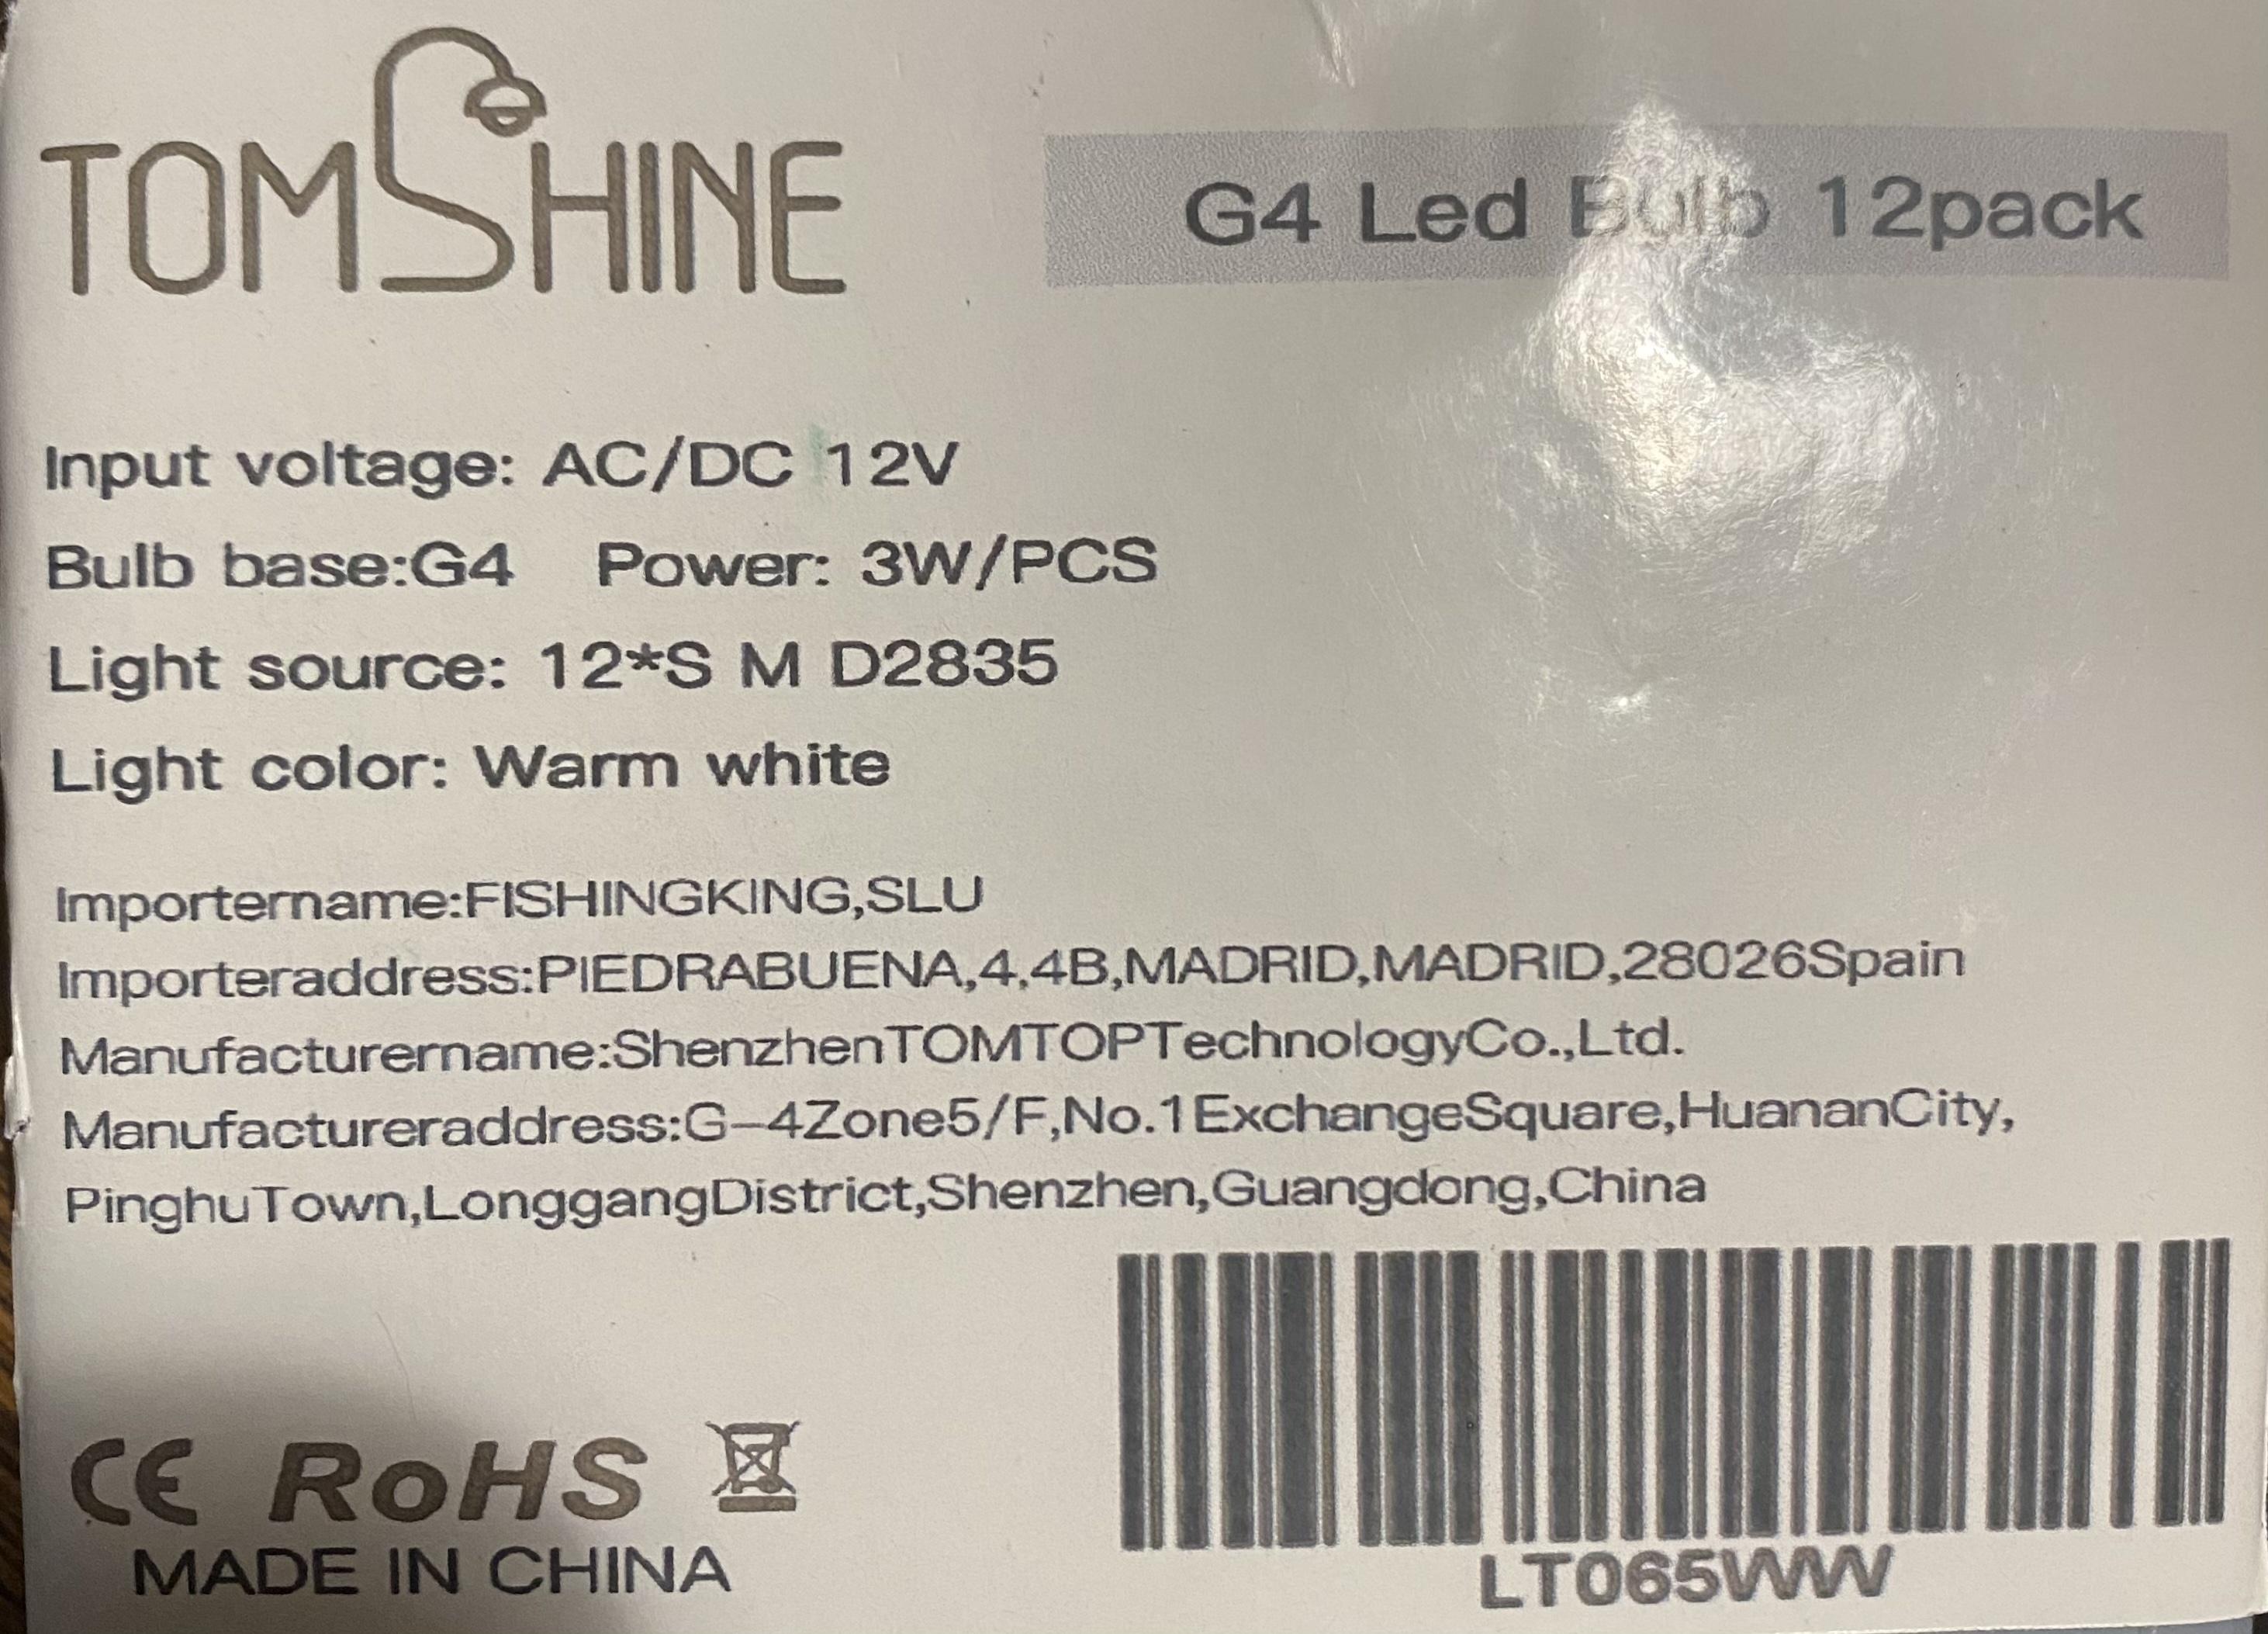 TOMSHINE
G4 Led Bulb 12pack
Input voltage: AC/DC 12V
Bulb base:G4 Power: 3W/PCS
Light source: 12*S M D2835
Light color: Warm white
Importername:FISHINGKING,SLU
Importeraddress:PIEDRABUENA,4,4B,MADRID,MADRID,28026Spain
Manufacturername:ShenzhenTOMTOPTechnologyCo.,Ltd.
Manufactureraddress:G-4Zone5/F,No.1ExchangeSquare,HuananCity,
PinghuTown,LonggangDistrict,Shenzhen,Guangdong,China
CE RoHS
MADE IN CHINA
LT065WW